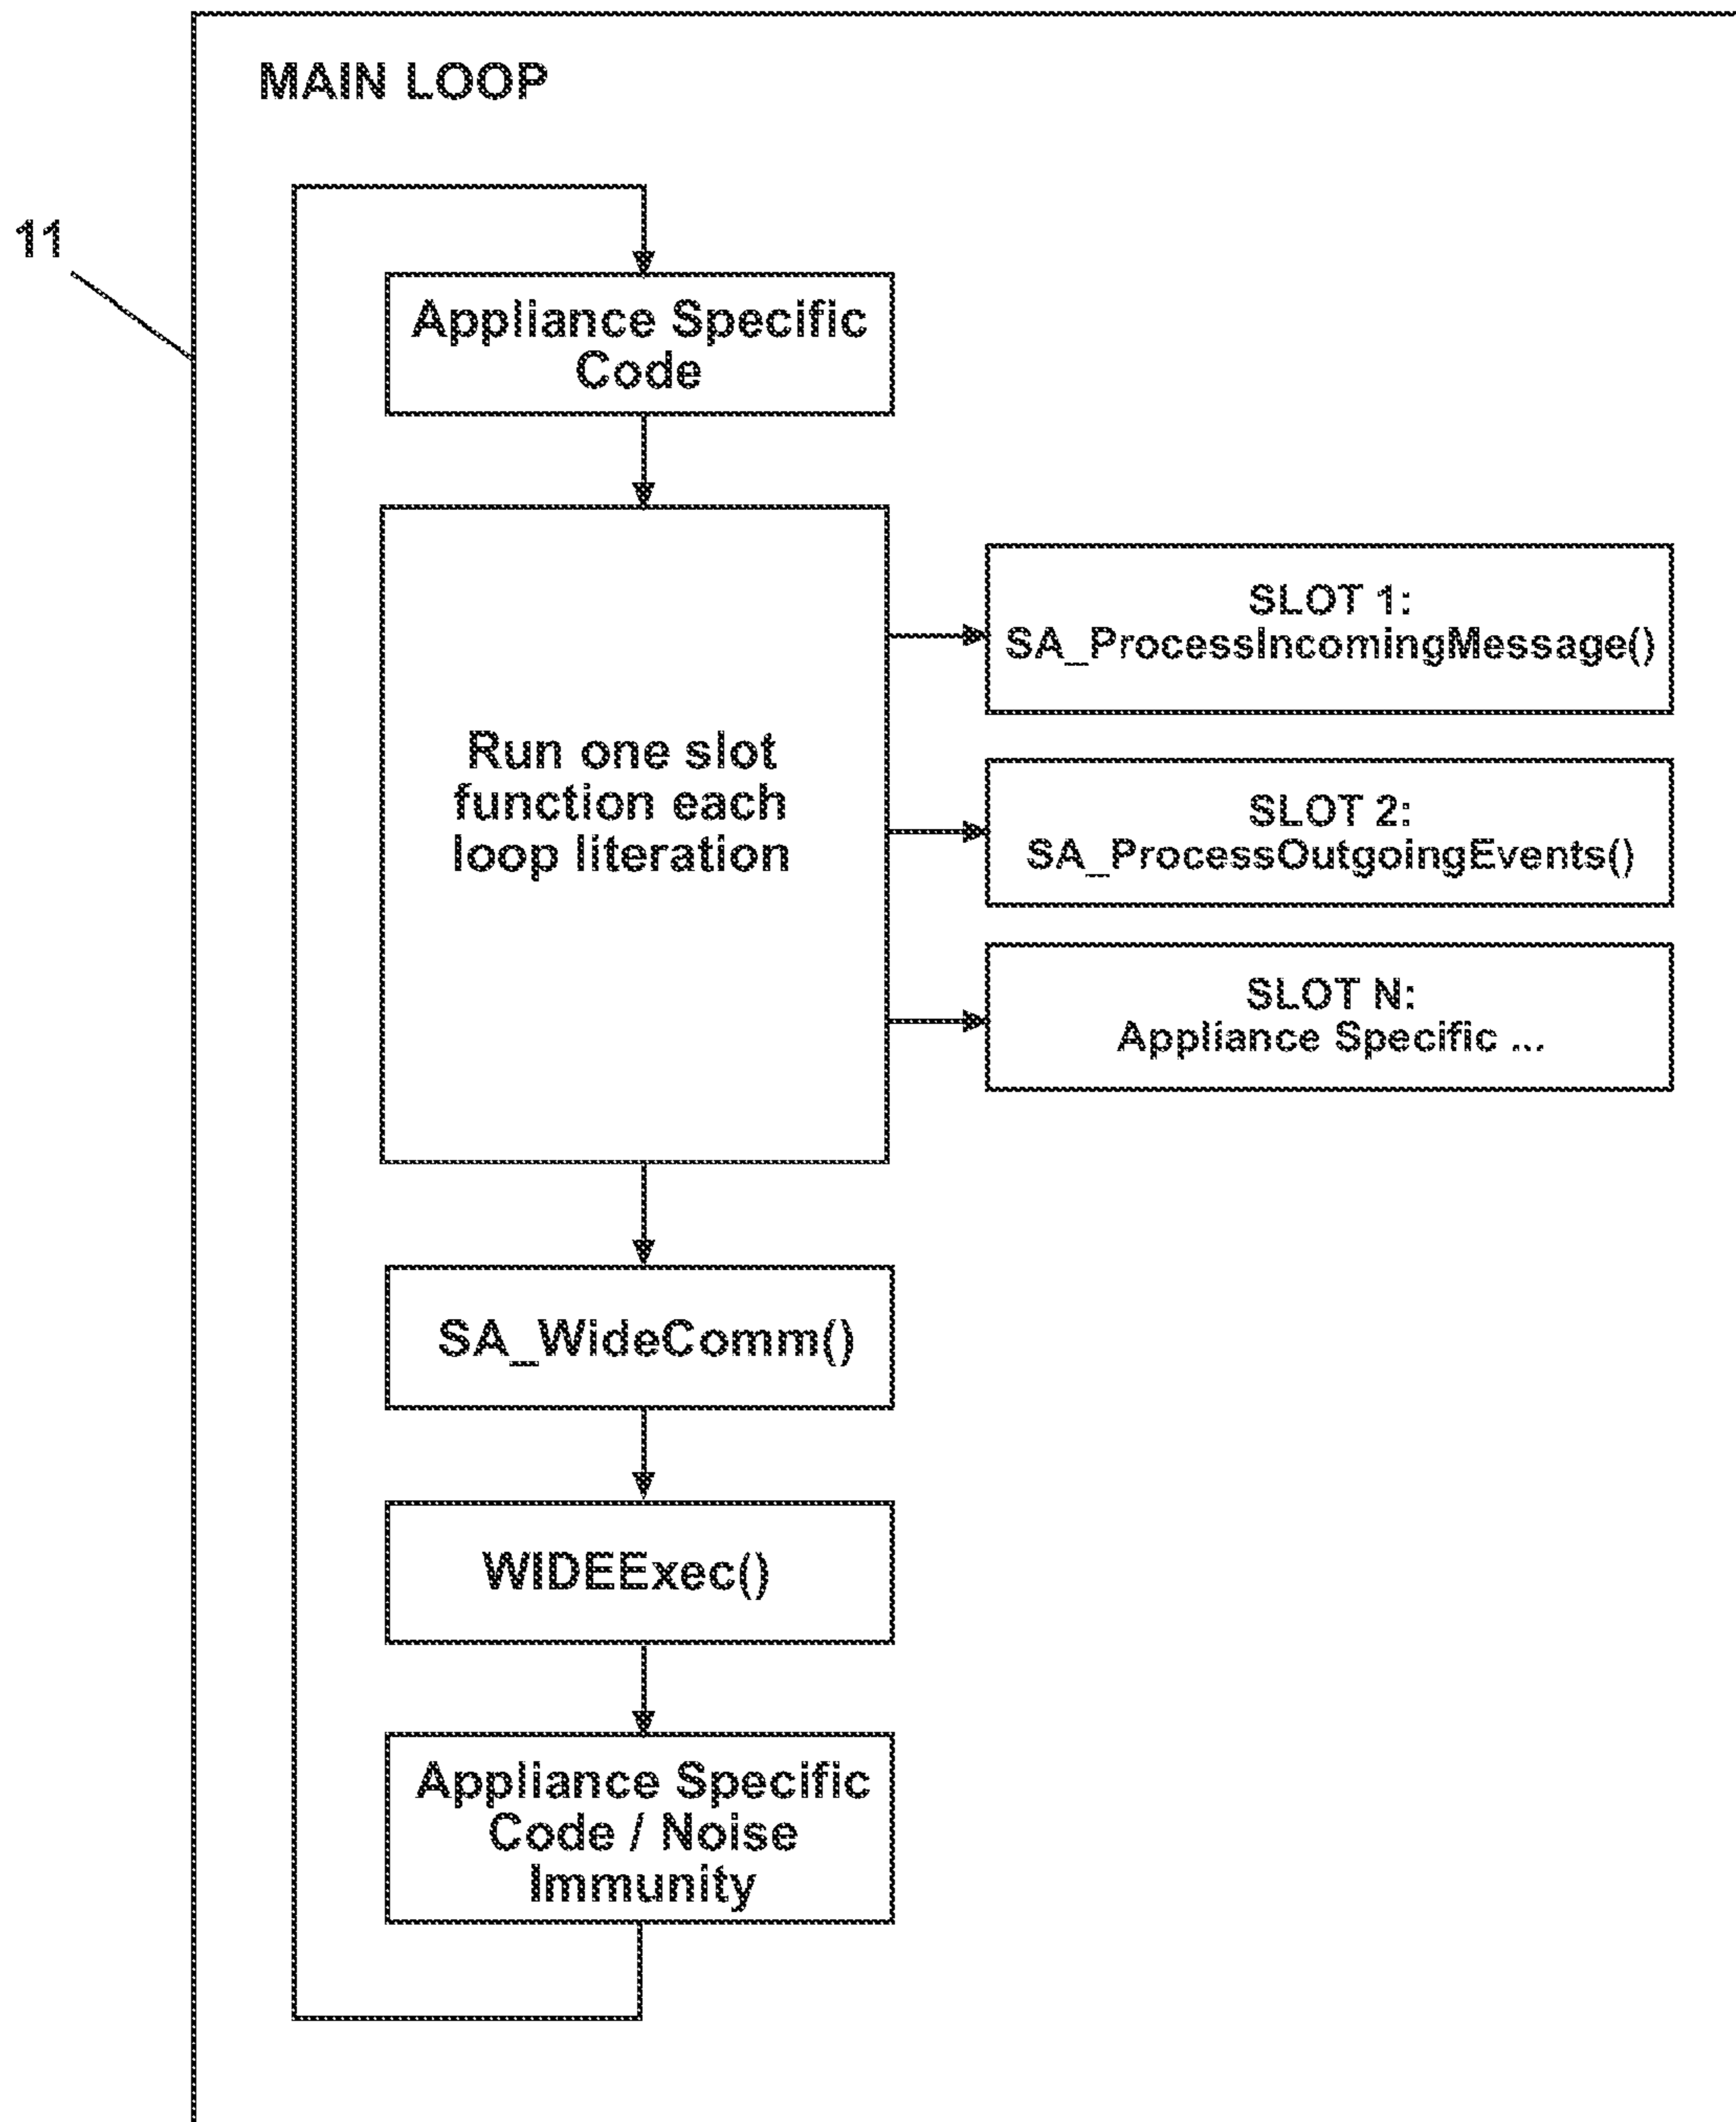 MAIN LOOP
11
Appliance Specific
Code
Run one slot
function each
loop literation
SLOT 1:
SA_ProcessIncomingMessage()
SLOT 2:
SA_ProcessOutgoingEvents()
SLOT N:
Appliance Specific ...
SA_WideComm()
WIDEExec()
Appliance Specific
Code / Noise
Immunity